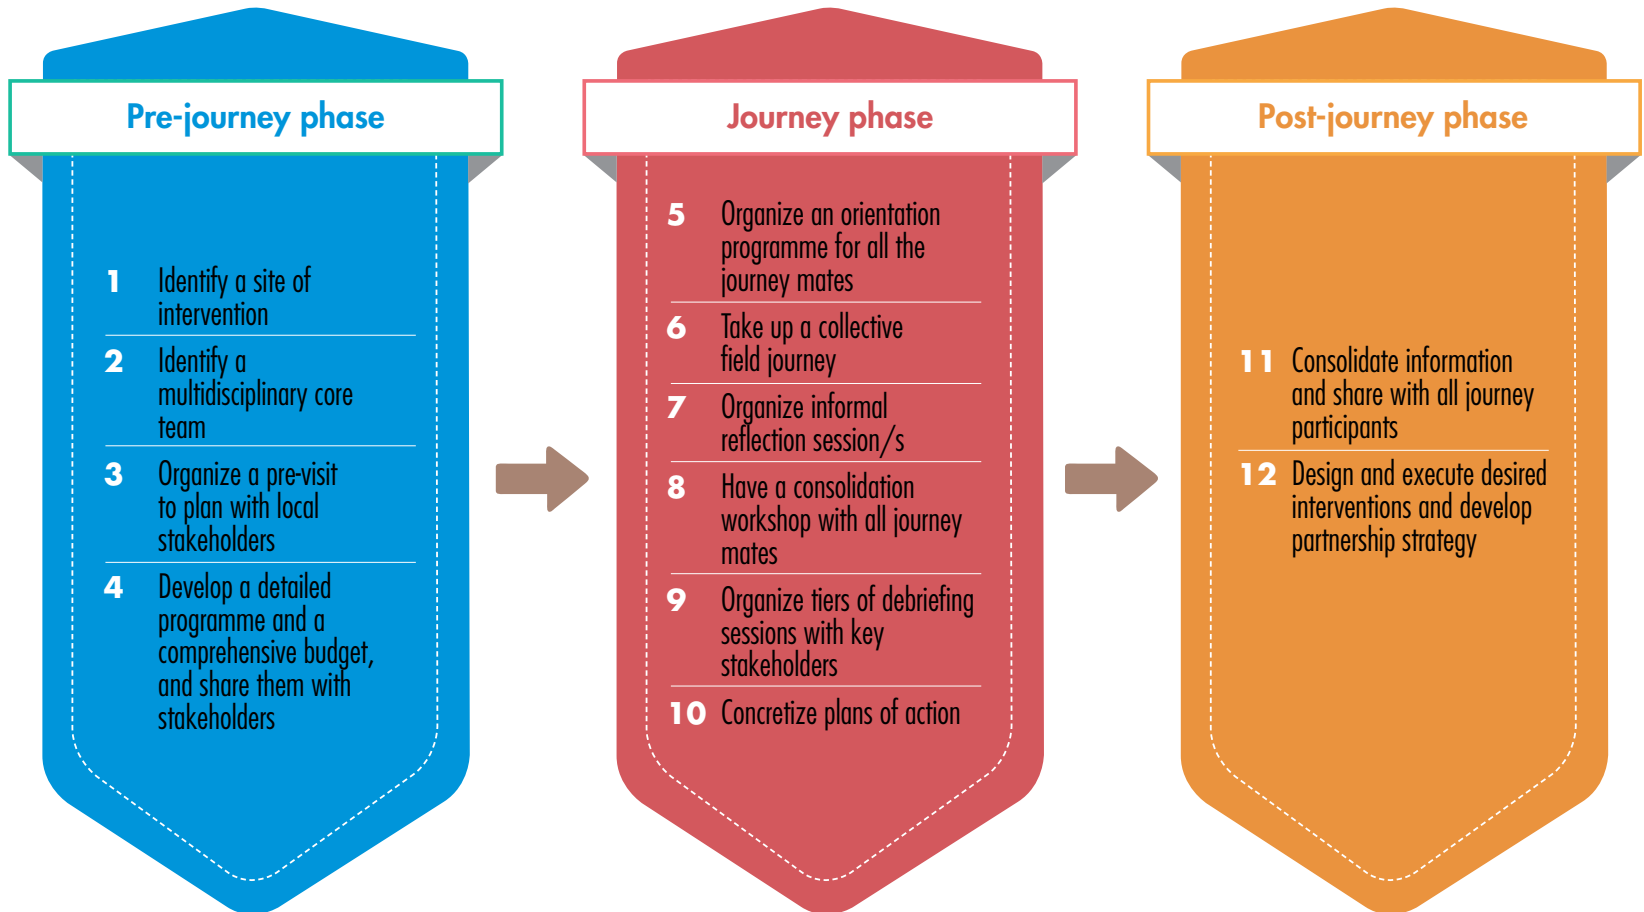 Pre-journey phase
1 Identify a site of
intervention
2 Identify a
multidisciplinary core
team
3 Organize a pre-visit
to plan with local
stakeholders
4 Develop a detailed
programme and a
comprehensive budget,
and share them with
stakeholders
Journey phase
5 Organize an orientation
programme for all the
journey mates
6 Take up a collective
field journey
7 Organize informal
reflection session/s
8 Have a consolidation
workshop with all journey
mates
9 Organize tiers of debriefing
sessions with key
stakeholders
10 Concretize plans of action
Post-journey phase
11 Consolidate information
and share with all journey
participants
12 Design and execute desired
interventions and develop
partnership strategy